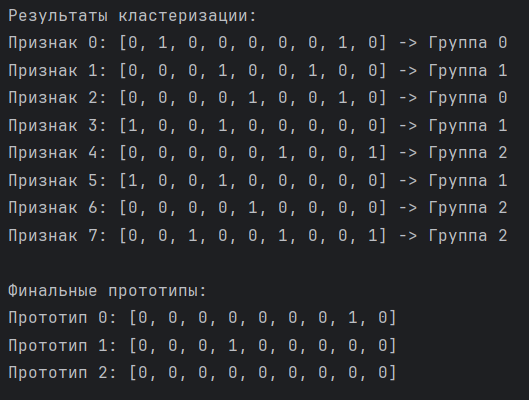 Результаты кластеризации:
Признак 0: [0, 1, 0, 0, 0, 0, 0, 1, 0] -> Группа 0
Признак 1: [0, 0, 0, 1, 0, 0, 1, 0, 0] -> Группа 1
Признак 2: [0, 0, 0, 0, 1, 0, 0, 1, 0] -> Группа 0
Признак 3: [1, 0, 0, 1, 0, 0, 0, 0, 0] -> Группа 1
Признак 4: [0, 0, 0, 0, 0, 1, 0, 0, 1] -> Группа 2
Признак 5: [1, 0, 0, 1, 0, 0, 0, 0, 0] -> Группа 1
Признак 6: [0, 0, 0, 0, 1, 0, 0, 0, 0] -> Группа 2
Признак 7: [0, 0, 1, 0, 0, 1, 0, 0, 1] -> Группа 2
Финальные прототипы:
Прототип 0: [0, 0, 0, 0, 0, 0, 0, 1, 0]
Прототип 1: [0, 0, 0, 1, 0, 0, 0, 0, 0]
Прототип 2: [0, 0, 0, 0, 0, 0, 0, 0, 0]